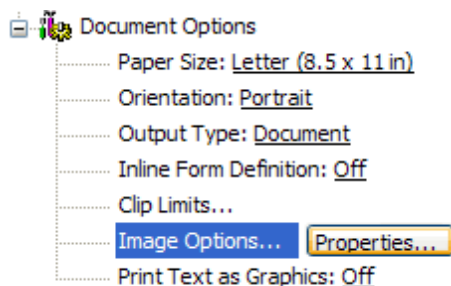 Document Options
Paper Size: Letter (8.5 x 11 in)
Orientation: Portrait
Output Type: Document
Inline Form Definition: Off
Clip Limits...
Image Options... Properties...
Print Text as Graphics: Off